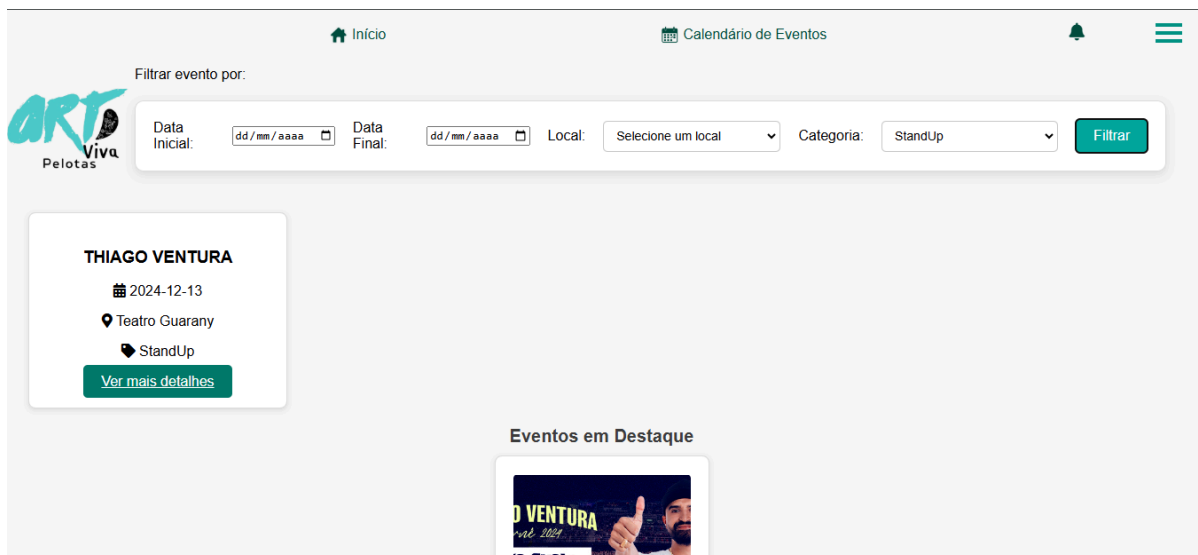 Início
Calendário de Eventos
Filtrar evento por:
ART
Viva
Pelotas
Data Inicial:
dd/mm/aaaa
Data Final:
dd/mm/aaaa
Local:
Selecione um local
Categoria:
StandUp
Filtrar
THIAGO VENTURA
2024-12-13
Teatro Guarany
StandUp
Ver mais detalhes
Eventos em Destaque
O VENTURA
2024